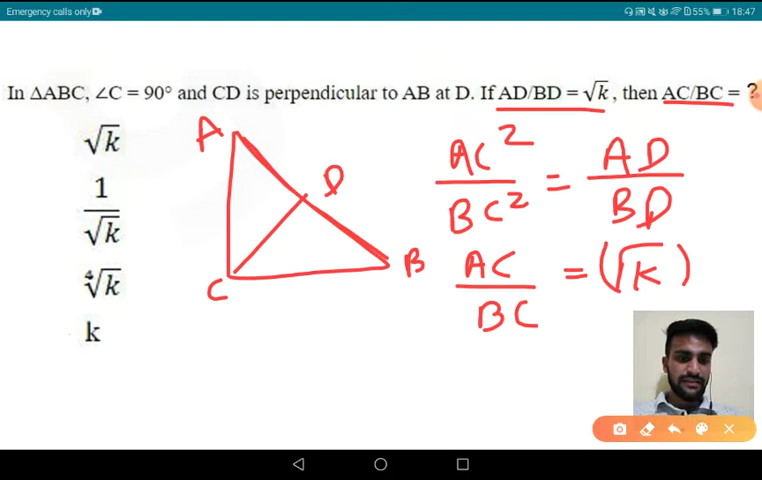 Emergency calls only 55% 18:47
In ΔABC, ∠C = 90° and CD is perpendicular to AB at D. If AD/BD = √k, then AC/BC = ?
√k
1/√k
∜k
k
A
D
B
C
AC²/BC² = AD/BD
AC/BC = (√k)